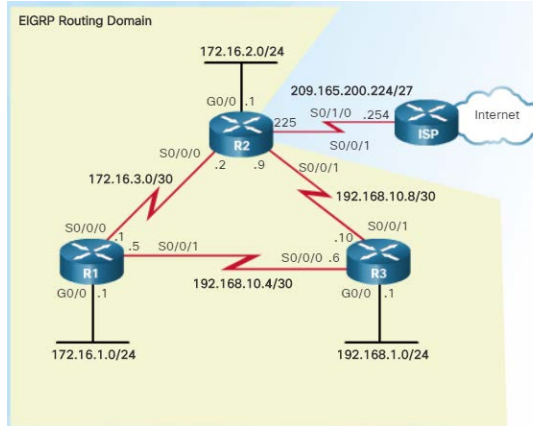 EIGRP Routing Domain
172.16.2.0/24
209.165.200.224/27
G0/0 .1
.225 S0/1/0 .254
Internet
ISP
R2
S0/0/1
S0/0/0
.2 .9
S0/0/1
172.16.3.0/30
192.168.10.8/30
S0/0/0
.1
S0/0/1
.10
.5 S0/0/1
S0/0/0 .6
R1
R3
192.168.10.4/30
G0/0 .1
G0/0 .1
172.16.1.0/24
192.168.1.0/24